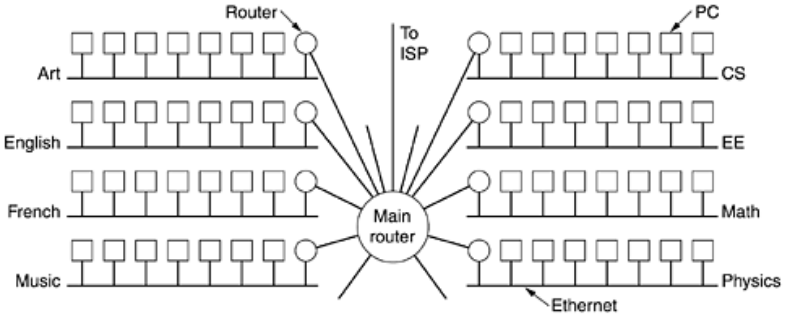 Router
To
ISP
PC
Art
CS
English
EE
French
Main
router
Math
Music
Physics
Ethernet